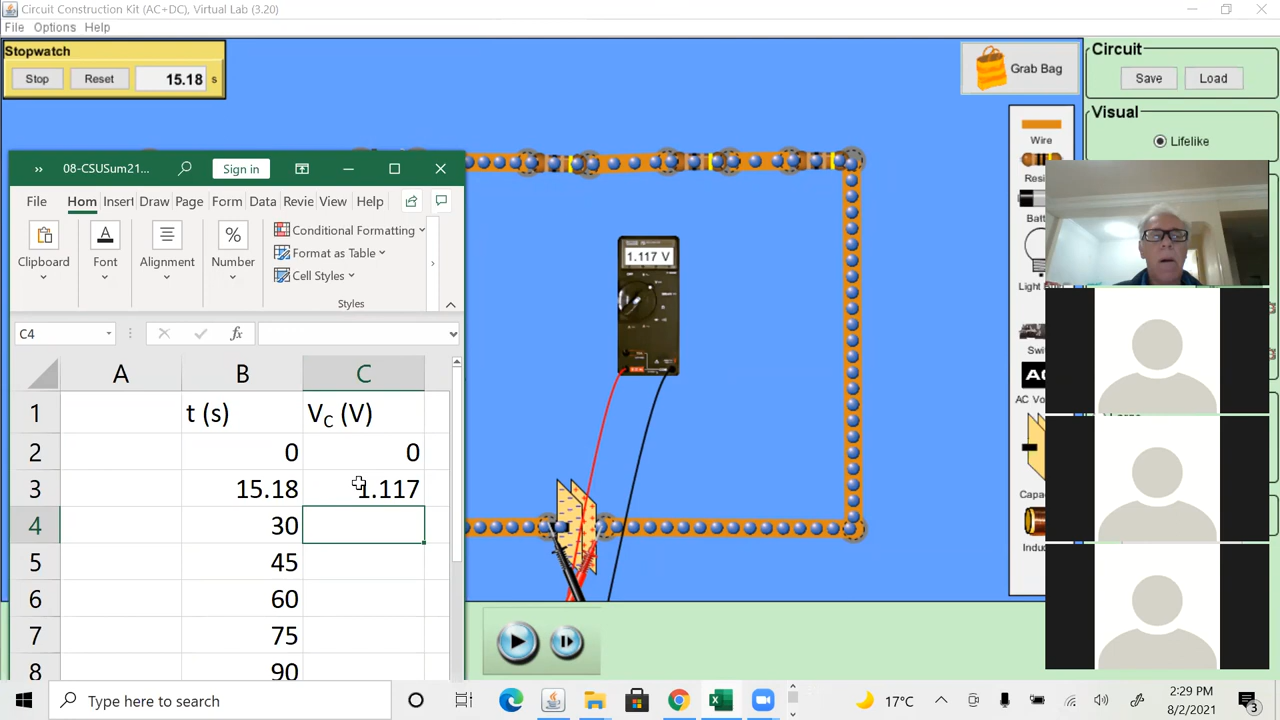 Circuit Construction Kit (AC+DC), Virtual Lab (3.20)
File Options Help
Stopwatch
Stop Reset 15.18 s
Grab Bag
Circuit
Save Load
Visual
Lifelike
Wire
Resi
Batt
Light Bul
Swit
AC
AC Vo
Capac
Induc
1.117 V
08-CSUSum21...
Sign in
File Hom Insert Draw Page Form Data Revie View Help
Clipboard
Font
Alignment
%
Number
Conditional Formatting
Format as Table
Cell Styles
Styles
C4
fx
A B C
1 t (s) VC (V)
2 0 0
3 15.18 1.117
4 30
5 45
6 60
7 75
8 90
Type here to search
17°C
2:29 PM
8/2/2021
3